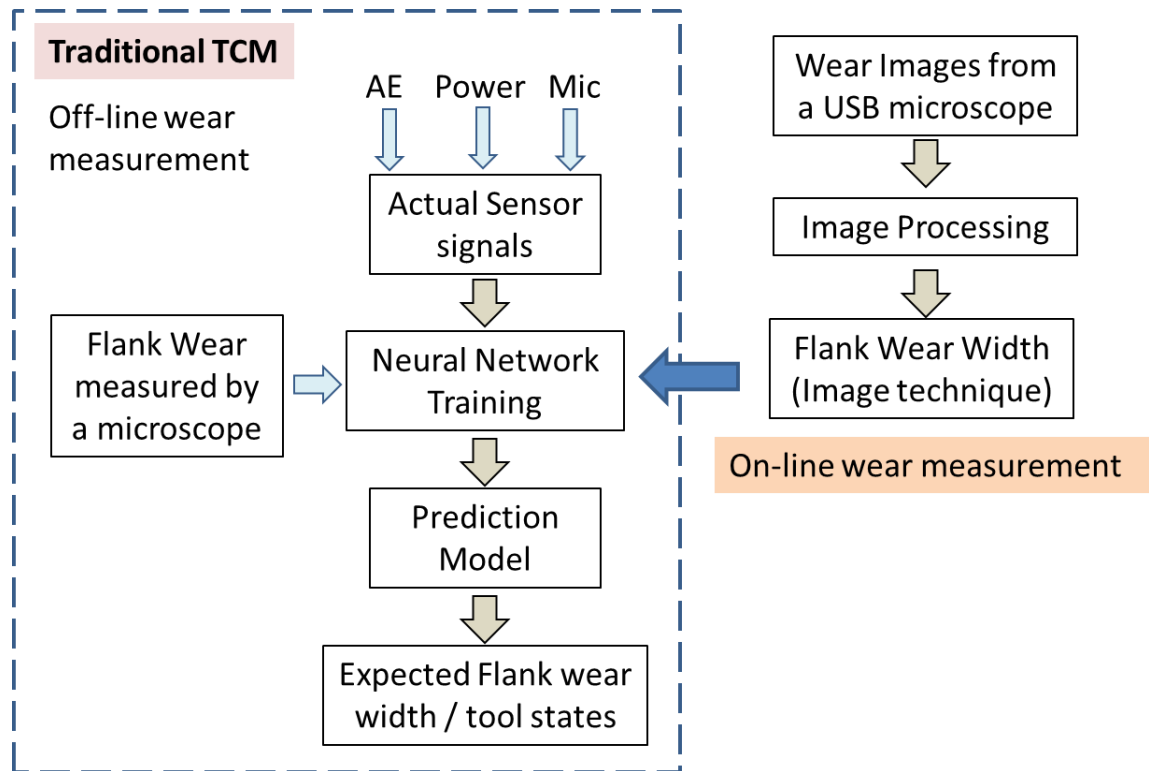 Traditional TCM
Off-line wear
measurement
AE Power Mic
Actual Sensor
signals
Flank Wear
measured by
a microscope
Neural Network
Training
Prediction
Model
Expected Flank wear
width / tool states
Wear Images from
a USB microscope
Image Processing
Flank Wear Width
(Image technique)
On-line wear measurement